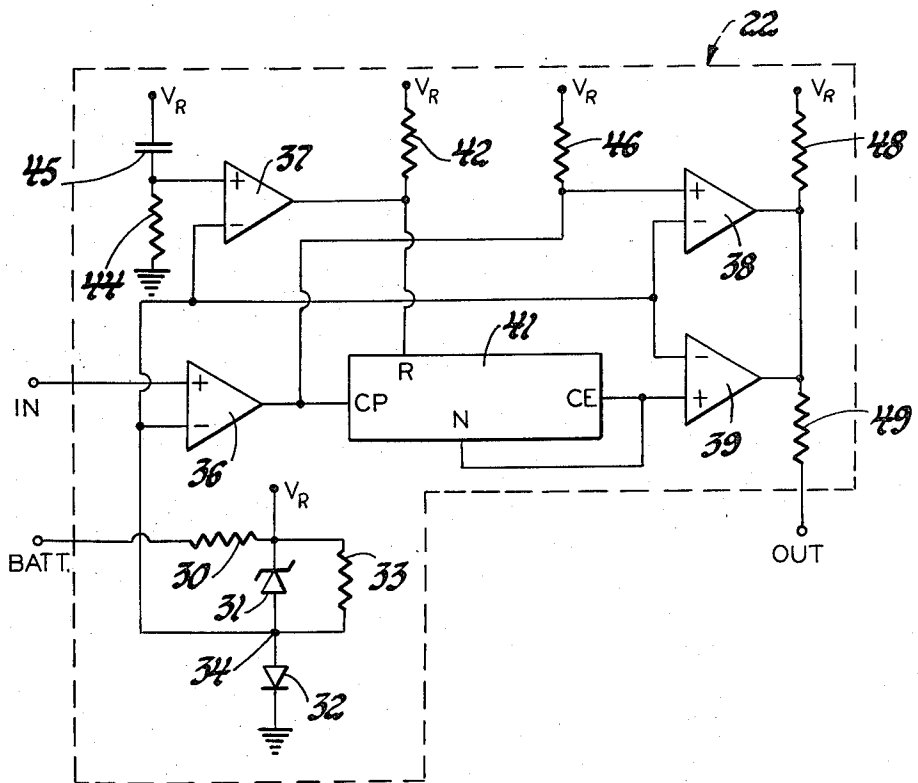 22
V_R
V_R
V_R
V_R
45
+
37
42
46
+
48
−
−
44
38
41
IN
+
R
−
CP
CE
+
N
39
49
−
36
V_R
BATT.
30
33
OUT
31
34
32